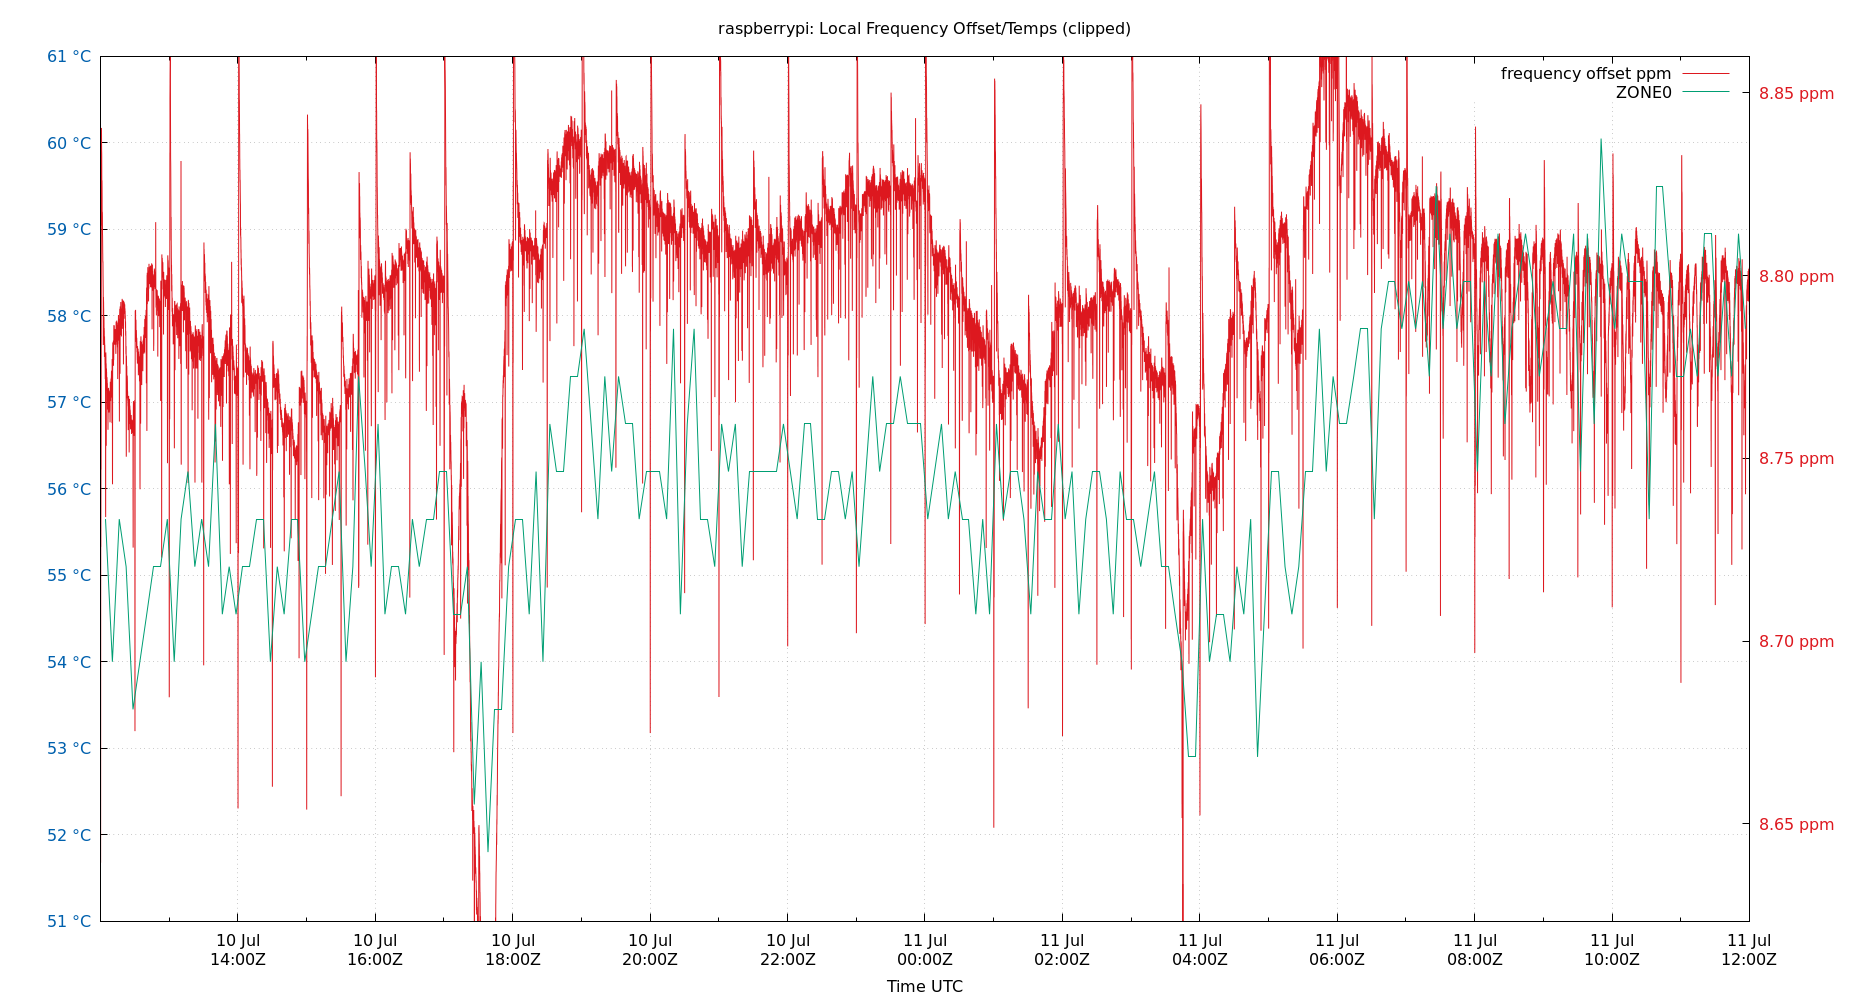 raspberrypi: Local Frequency Offset/Temps (clipped)
frequency offset ppm
ZONE0
61 °C
60 °C
59 °C
58 °C
57 °C
56 °C
55 °C
54 °C
53 °C
52 °C
51 °C
8.85 ppm
8.80 ppm
8.75 ppm
8.70 ppm
8.65 ppm
10 Jul 10 Jul 10 Jul 10 Jul 10 Jul 11 Jul 11 Jul 11 Jul 11 Jul 11 Jul 11 Jul 11 Jul
14:00Z 16:00Z 18:00Z 20:00Z 22:00Z 00:00Z 02:00Z 04:00Z 06:00Z 08:00Z 10:00Z 12:00Z
Time UTC